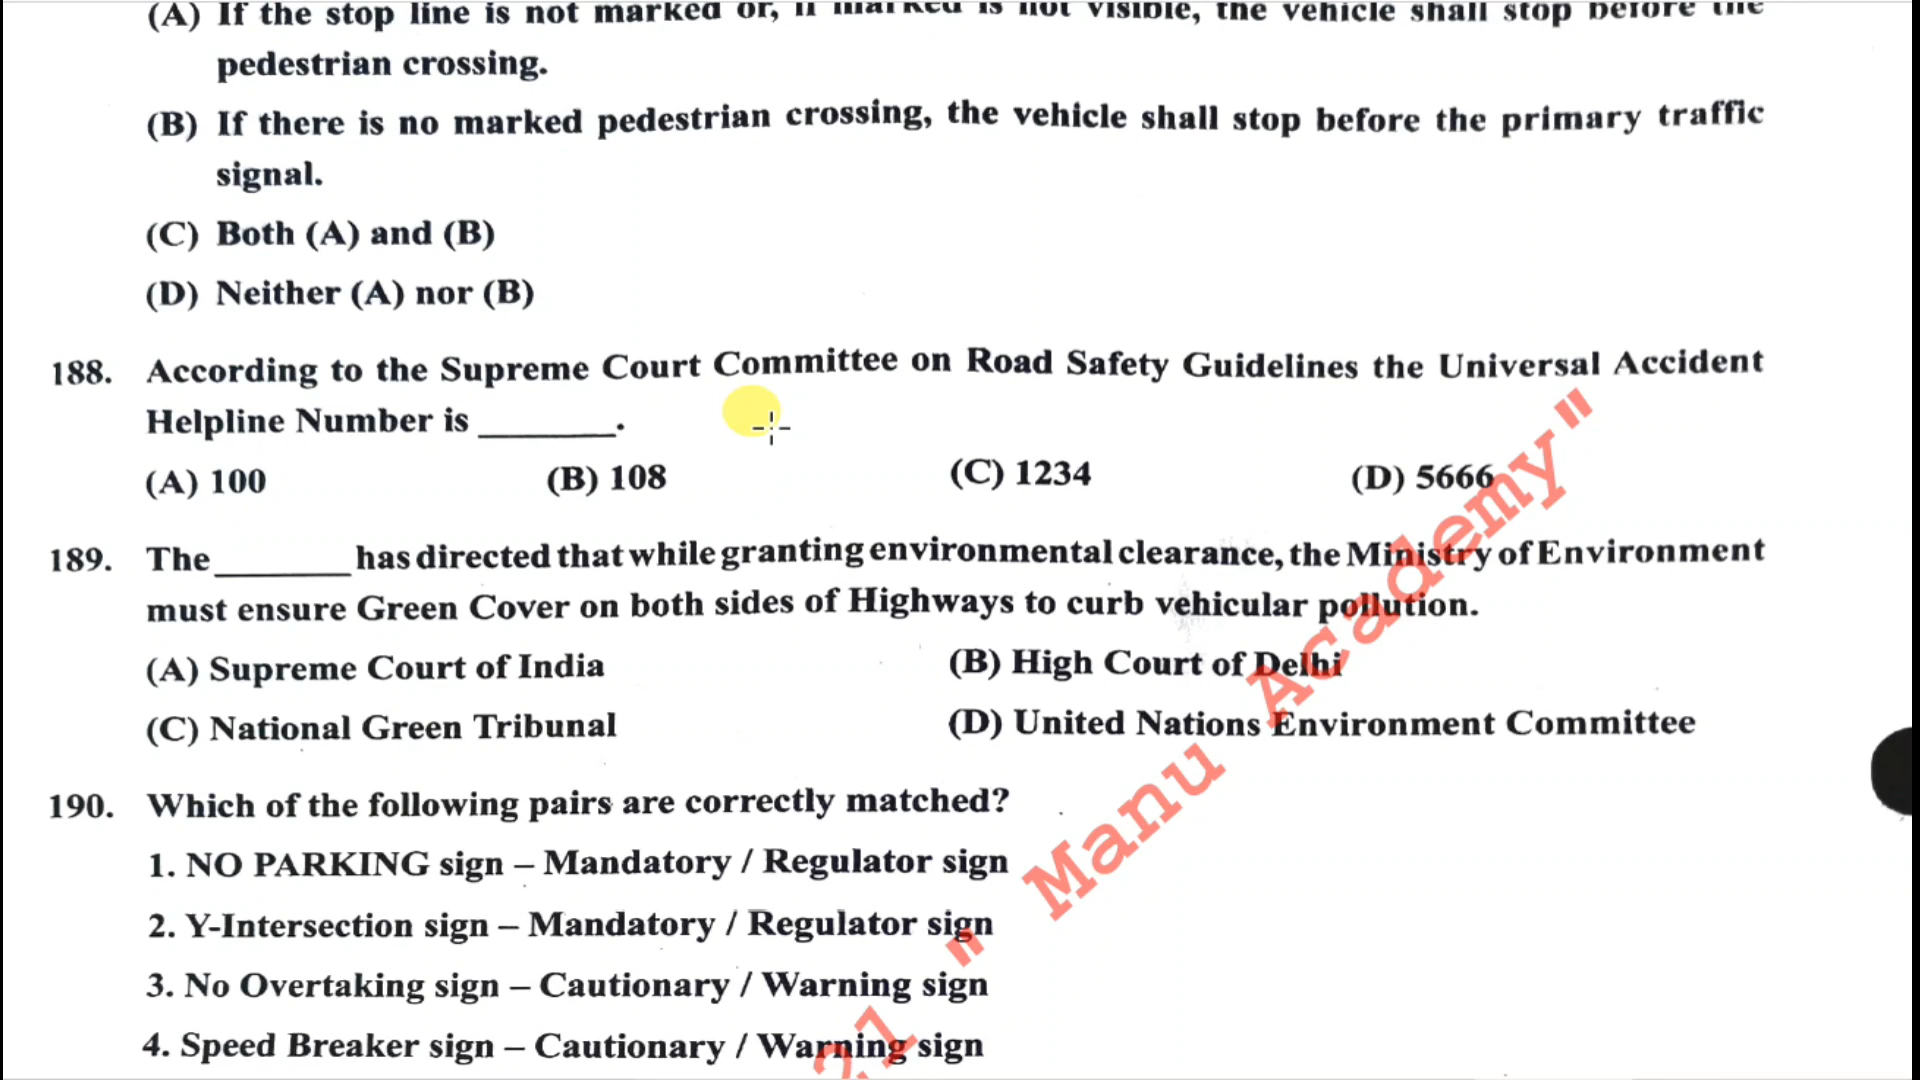 (A) If the stop line is not marked or, if marked is not visible, the vehicle shall stop before the
pedestrian crossing.
(B) If there is no marked pedestrian crossing, the vehicle shall stop before the primary traffic
signal.
(C) Both (A) and (B)
(D) Neither (A) nor (B)
188. According to the Supreme Court Committee on Road Safety Guidelines the Universal Accident
Helpline Number is ________.
(A) 100 (B) 108 (C) 1234 (D) 5666
189. The ________ has directed that while granting environmental clearance, the Ministry of Environment
must ensure Green Cover on both sides of Highways to curb vehicular pollution.
(A) Supreme Court of India (B) High Court of Delhi
(C) National Green Tribunal (D) United Nations Environment Committee
190. Which of the following pairs are correctly matched?
1. NO PARKING sign – Mandatory / Regulator sign
2. Y-Intersection sign – Mandatory / Regulator sign
3. No Overtaking sign – Cautionary / Warning sign
4. Speed Breaker sign – Cautionary / Warning sign
21 " Manu Academy"